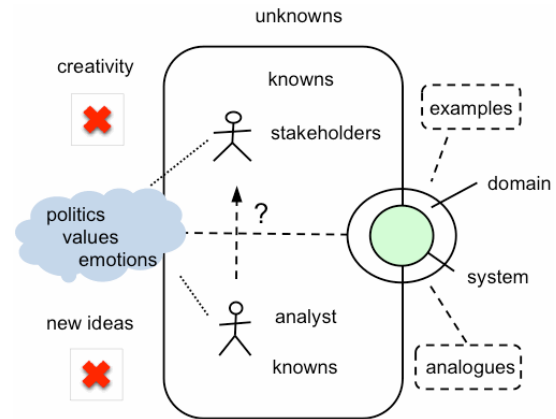 unknowns
creativity
knowns
examples
stakeholders
domain
?
politics
values
emotions
system
new ideas
analyst
knowns
analogues